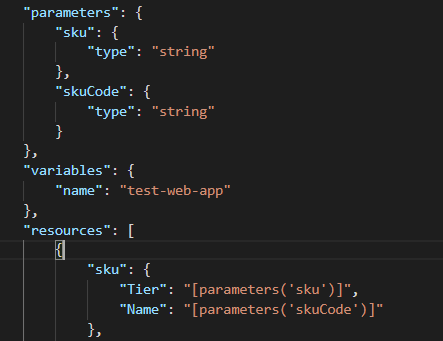 "parameters": {
"sku": {
"type": "string"
},
"skuCode": {
"type": "string"
}
},
"variables": {
"name": "test-web-app"
},
"resources": [
{
"sku": {
"Tier": "[parameters('sku')]",
"Name": "[parameters('skuCode')]"
},